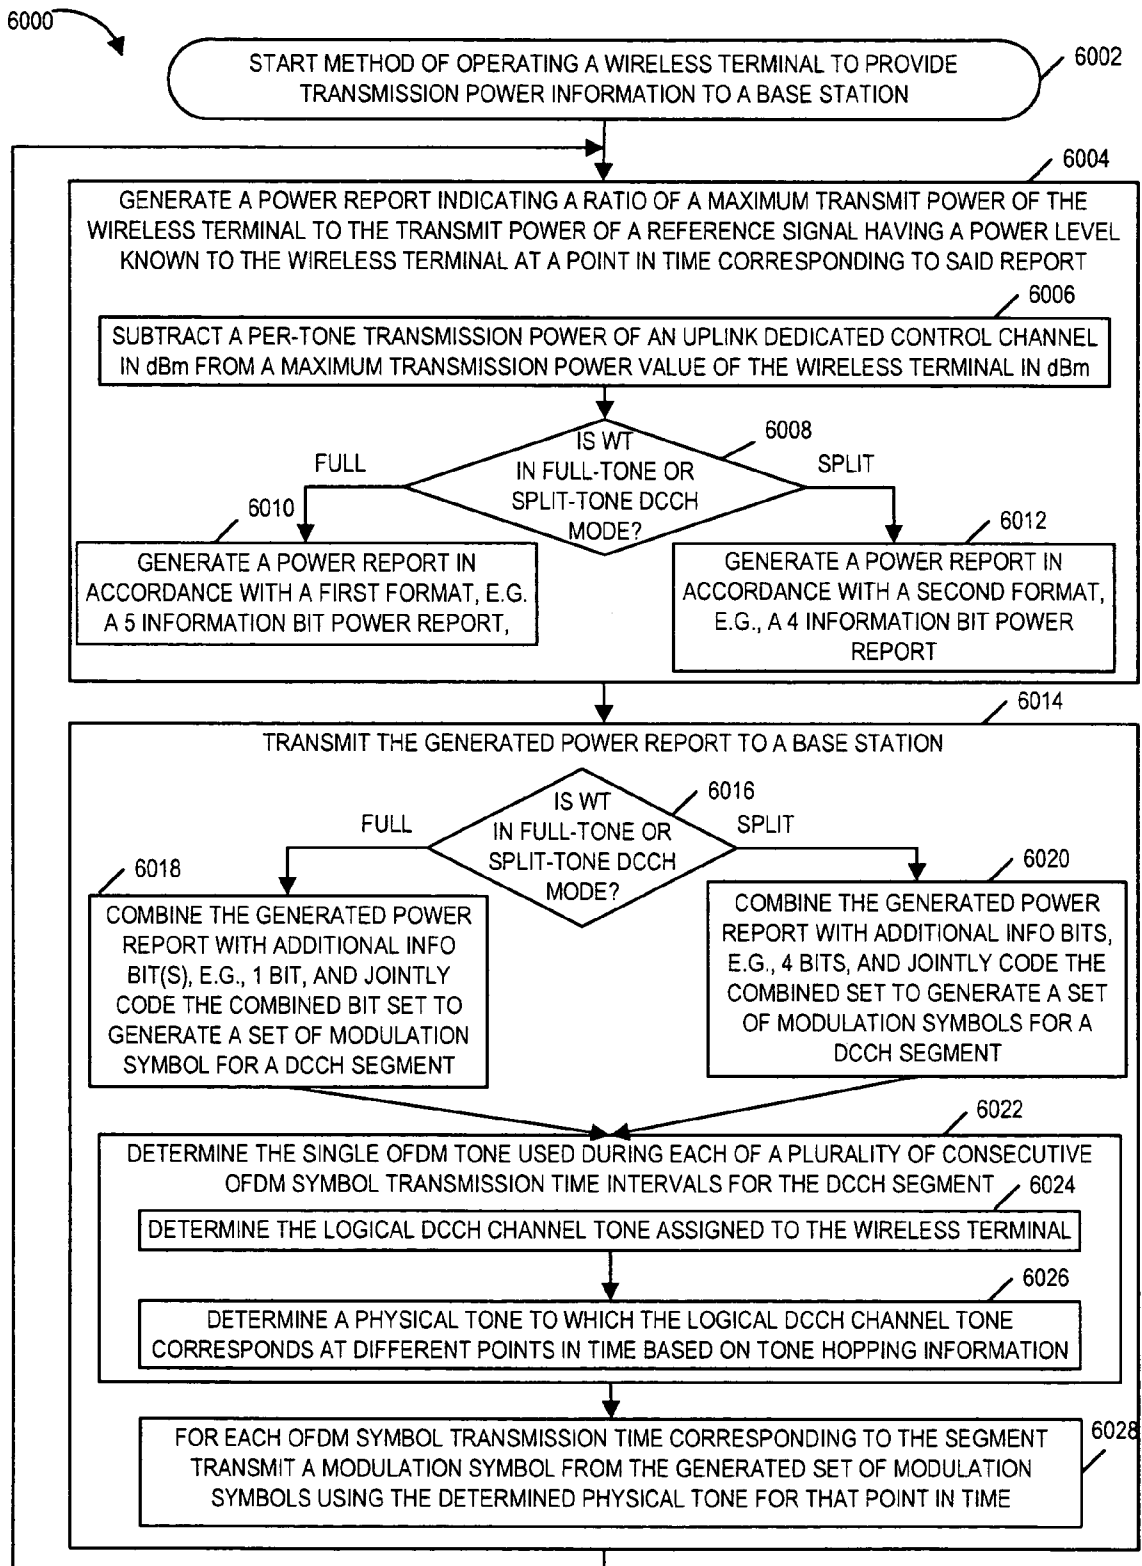 6000
START METHOD OF OPERATING A WIRELESS TERMINAL TO PROVIDE
TRANSMISSION POWER INFORMATION TO A BASE STATION
6002
6004
GENERATE A POWER REPORT INDICATING A RATIO OF A MAXIMUM TRANSMIT POWER OF THE
WIRELESS TERMINAL TO THE TRANSMIT POWER OF A REFERENCE SIGNAL HAVING A POWER LEVEL
KNOWN TO THE WIRELESS TERMINAL AT A POINT IN TIME CORRESPONDING TO SAID REPORT
6006
SUBTRACT A PER-TONE TRANSMISSION POWER OF AN UPLINK DEDICATED CONTROL CHANNEL
IN dBm FROM A MAXIMUM TRANSMISSION POWER VALUE OF THE WIRELESS TERMINAL IN dBm
6008
IS WT
IN FULL-TONE OR
SPLIT-TONE DCCH
MODE?
FULL
SPLIT
6010
GENERATE A POWER REPORT IN
ACCORDANCE WITH A FIRST FORMAT, E.G.
A 5 INFORMATION BIT POWER REPORT,
6012
GENERATE A POWER REPORT IN
ACCORDANCE WITH A SECOND FORMAT,
E.G., A 4 INFORMATION BIT POWER
REPORT
6014
TRANSMIT THE GENERATED POWER REPORT TO A BASE STATION
6016
IS WT
IN FULL-TONE OR
SPLIT-TONE DCCH
MODE?
FULL
SPLIT
6018
COMBINE THE GENERATED POWER
REPORT WITH ADDITIONAL INFO
BIT(S), E.G., 1 BIT, AND JOINTLY
CODE THE COMBINED BIT SET TO
GENERATE A SET OF MODULATION
SYMBOL FOR A DCCH SEGMENT
6020
COMBINE THE GENERATED POWER
REPORT WITH ADDITIONAL INFO BITS,
E.G., 4 BITS, AND JOINTLY CODE THE
COMBINED SET TO GENERATE A SET
OF MODULATION SYMBOLS FOR A
DCCH SEGMENT
6022
DETERMINE THE SINGLE OFDM TONE USED DURING EACH OF A PLURALITY OF CONSECUTIVE
OFDM SYMBOL TRANSMISSION TIME INTERVALS FOR THE DCCH SEGMENT
6024
DETERMINE THE LOGICAL DCCH CHANNEL TONE ASSIGNED TO THE WIRELESS TERMINAL
6026
DETERMINE A PHYSICAL TONE TO WHICH THE LOGICAL DCCH CHANNEL TONE
CORRESPONDS AT DIFFERENT POINTS IN TIME BASED ON TONE HOPPING INFORMATION
FOR EACH OFDM SYMBOL TRANSMISSION TIME CORRESPONDING TO THE SEGMENT
TRANSMIT A MODULATION SYMBOL FROM THE GENERATED SET OF MODULATION
SYMBOLS USING THE DETERMINED PHYSICAL TONE FOR THAT POINT IN TIME
6028